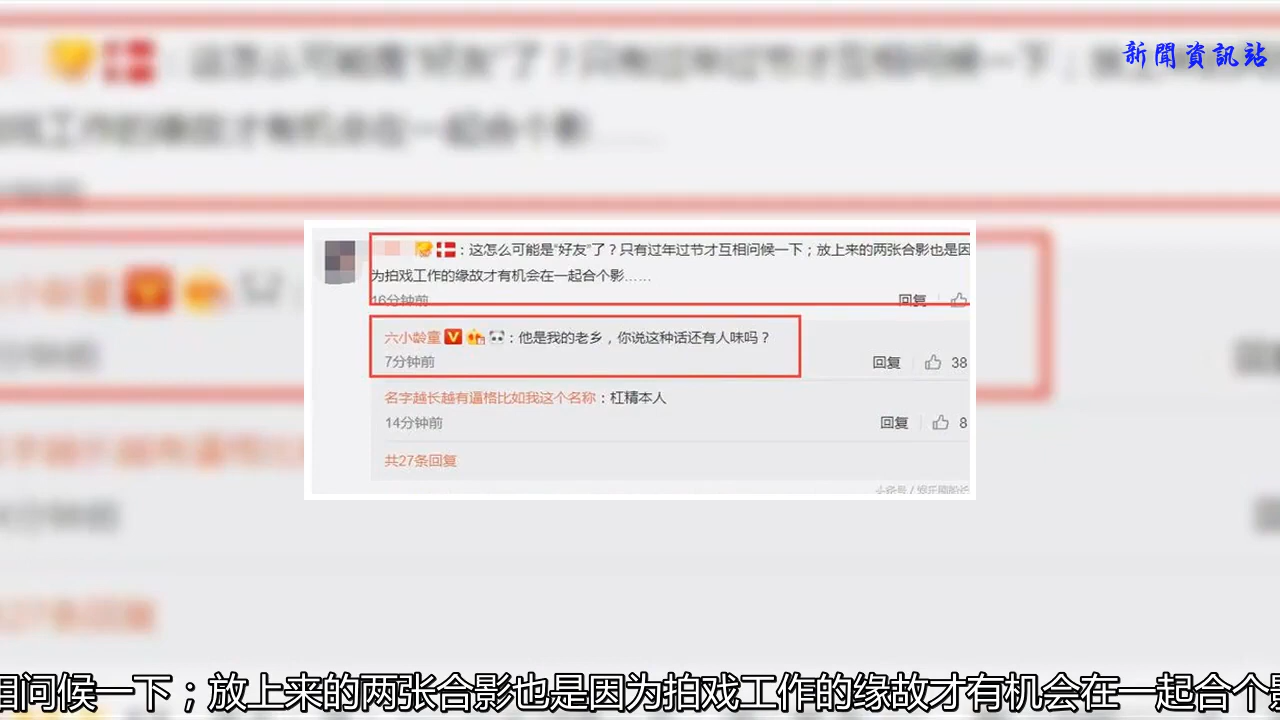 新聞資訊站
：这怎么可能是“好友”了？只有过年过节才互相问候一下；放上来的两张合影也是因
为拍戏工作的缘故才有机会在一起合个影……
16分钟前
回复
六小龄童：他是我的老乡，你说这种话还有人味吗？
7分钟前
回复 38
名字越长越有逼格比如我这个名称：杠精本人
14分钟前
回复 8
共27条回复
相问候一下；放上来的两张合影也是因为拍戏工作的缘故才有机会在一起合个影